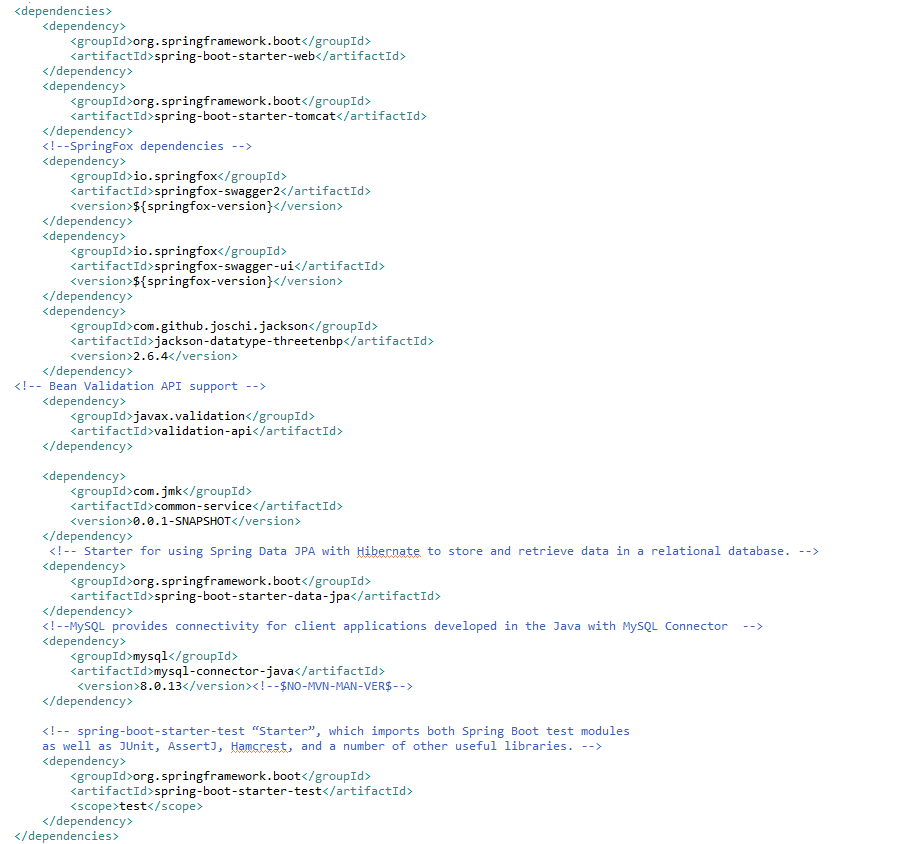 <dependencies>
<dependency>
<groupId>org.springframework.boot</groupId>
<artifactId>spring-boot-starter-web</artifactId>
</dependency>
<dependency>
<groupId>org.springframework.boot</groupId>
<artifactId>spring-boot-starter-tomcat</artifactId>
</dependency>
<!--SpringFox dependencies -->
<dependency>
<groupId>io.springfox</groupId>
<artifactId>springfox-swagger2</artifactId>
<version>${springfox-version}</version>
</dependency>
<dependency>
<groupId>io.springfox</groupId>
<artifactId>springfox-swagger-ui</artifactId>
<version>${springfox-version}</version>
</dependency>
<dependency>
<groupId>com.github.joschi.jackson</groupId>
<artifactId>jackson-datatype-threetenbp</artifactId>
<version>2.6.4</version>
</dependency>
<!-- Bean Validation API support -->
<dependency>
<groupId>javax.validation</groupId>
<artifactId>validation-api</artifactId>
</dependency>
<dependency>
<groupId>com.jmk</groupId>
<artifactId>common-service</artifactId>
<version>0.0.1-SNAPSHOT</version>
</dependency>
<!-- Starter for using Spring Data JPA with Hibernate to store and retrieve data in a relational database. -->
<dependency>
<groupId>org.springframework.boot</groupId>
<artifactId>spring-boot-starter-data-jpa</artifactId>
</dependency>
<!--MySQL provides connectivity for client applications developed in the Java with MySQL Connector  -->
<dependency>
<groupId>mysql</groupId>
<artifactId>mysql-connector-java</artifactId>
<version>8.0.13</version><!--$NO-MVN-MAN-VER$-->
</dependency>
<!-- spring-boot-starter-test “Starter”, which imports both Spring Boot test modules
as well as JUnit, AssertJ, Hamcrest, and a number of other useful libraries. -->
<dependency>
<groupId>org.springframework.boot</groupId>
<artifactId>spring-boot-starter-test</artifactId>
<scope>test</scope>
</dependency>
</dependencies>